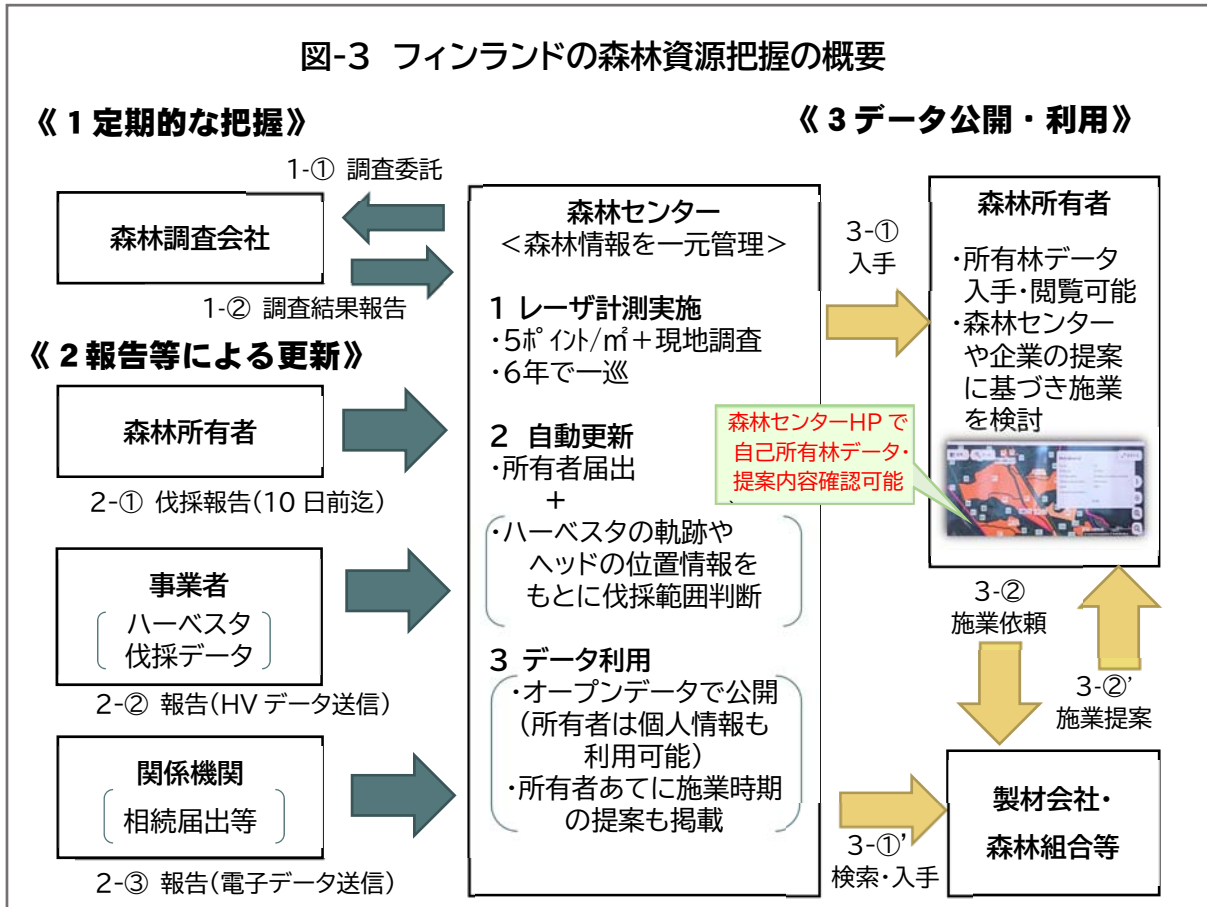 図-3 フィンランドの森林資源把握の概要
《１定期的な把握》
1-① 調査委託
森林調査会社
1-② 調査結果報告
《２報告等による更新》
森林所有者
2-① 伐採報告(10日前迄)
事業者
ハーベスタ
伐採データ
2-② 報告(HVデータ送信)
関係機関
相続届出等
2-③ 報告(電子データ送信)
森林センター
＜森林情報を一元管理＞
1 レーザ計測実施
・5ﾎﾟｲﾝﾄ/㎡＋現地調査
・6年で一巡
2 自動更新
・所有者届出
＋
・ハーベスタの軌跡や
ヘッドの位置情報を
もとに伐採範囲判断
3 データ利用
・オープンデータで公開
(所有者は個人情報も
利用可能)
・所有者あてに施業時期
の提案も掲載
《３データ公開・利用》
3-①
入手
森林所有者
・所有林データ
入手・閲覧可能
・森林センター
や企業の提案
に基づき施業
を検討
森林センターHPで
自己所有林データ・
提案内容確認可能
3-②
施業依頼
3-②'
施業提案
3-①'
検索・入手
製材会社・
森林組合等